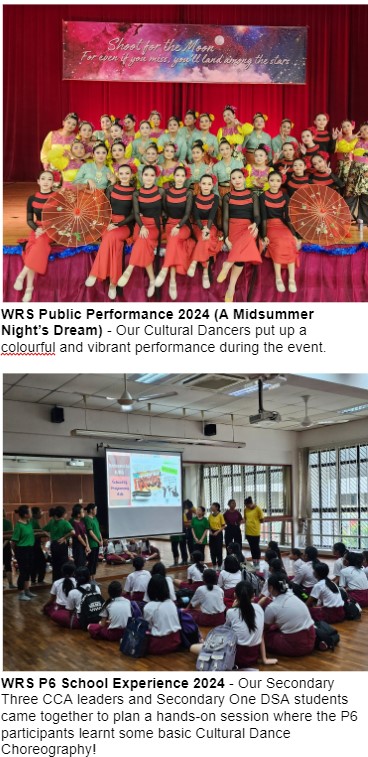 Shoot for the Moon
For even if you miss, you'll land among the stars...
WRS Public Performance 2024 (A Midsummer
Night's Dream) - Our Cultural Dancers put up a
colourful and vibrant performance during the event.
WRS P6 School Experience 2024 - Our Secondary
Three CCA leaders and Secondary One DSA students
came together to plan a hands-on session where the P6
participants learnt some basic Cultural Dance
Choreography!